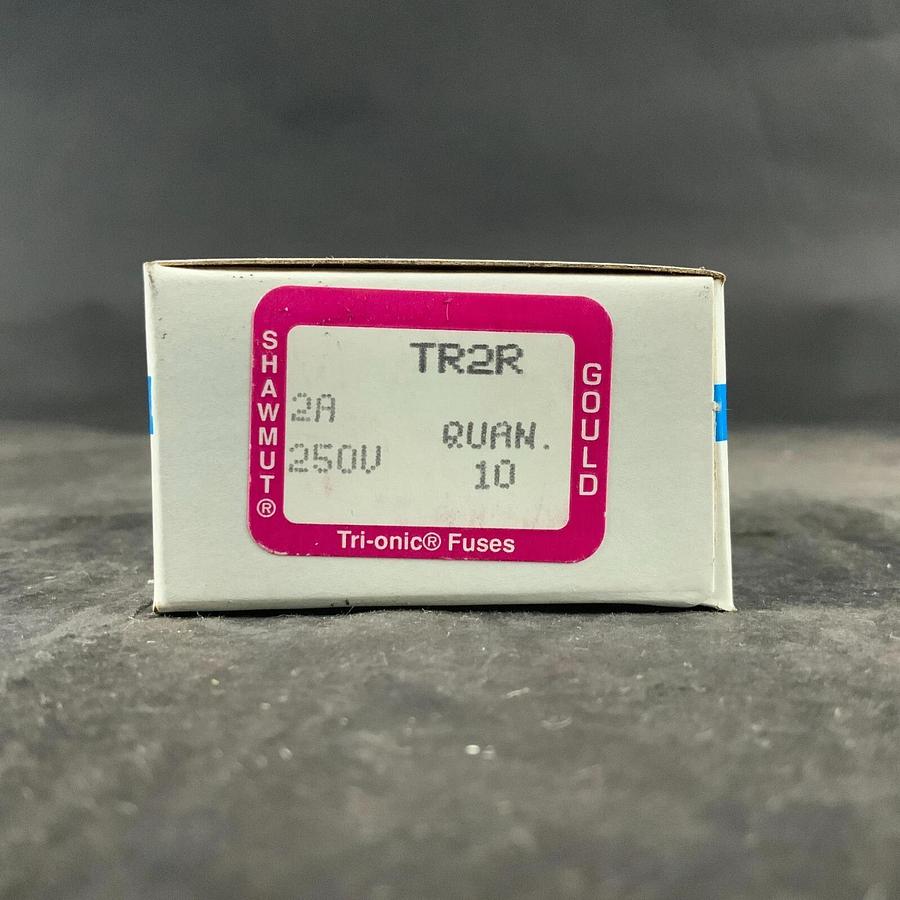 SHAWMUT®
TR2R
2A
250V
QUAN.
10
GOULD
Tri-onic® Fuses